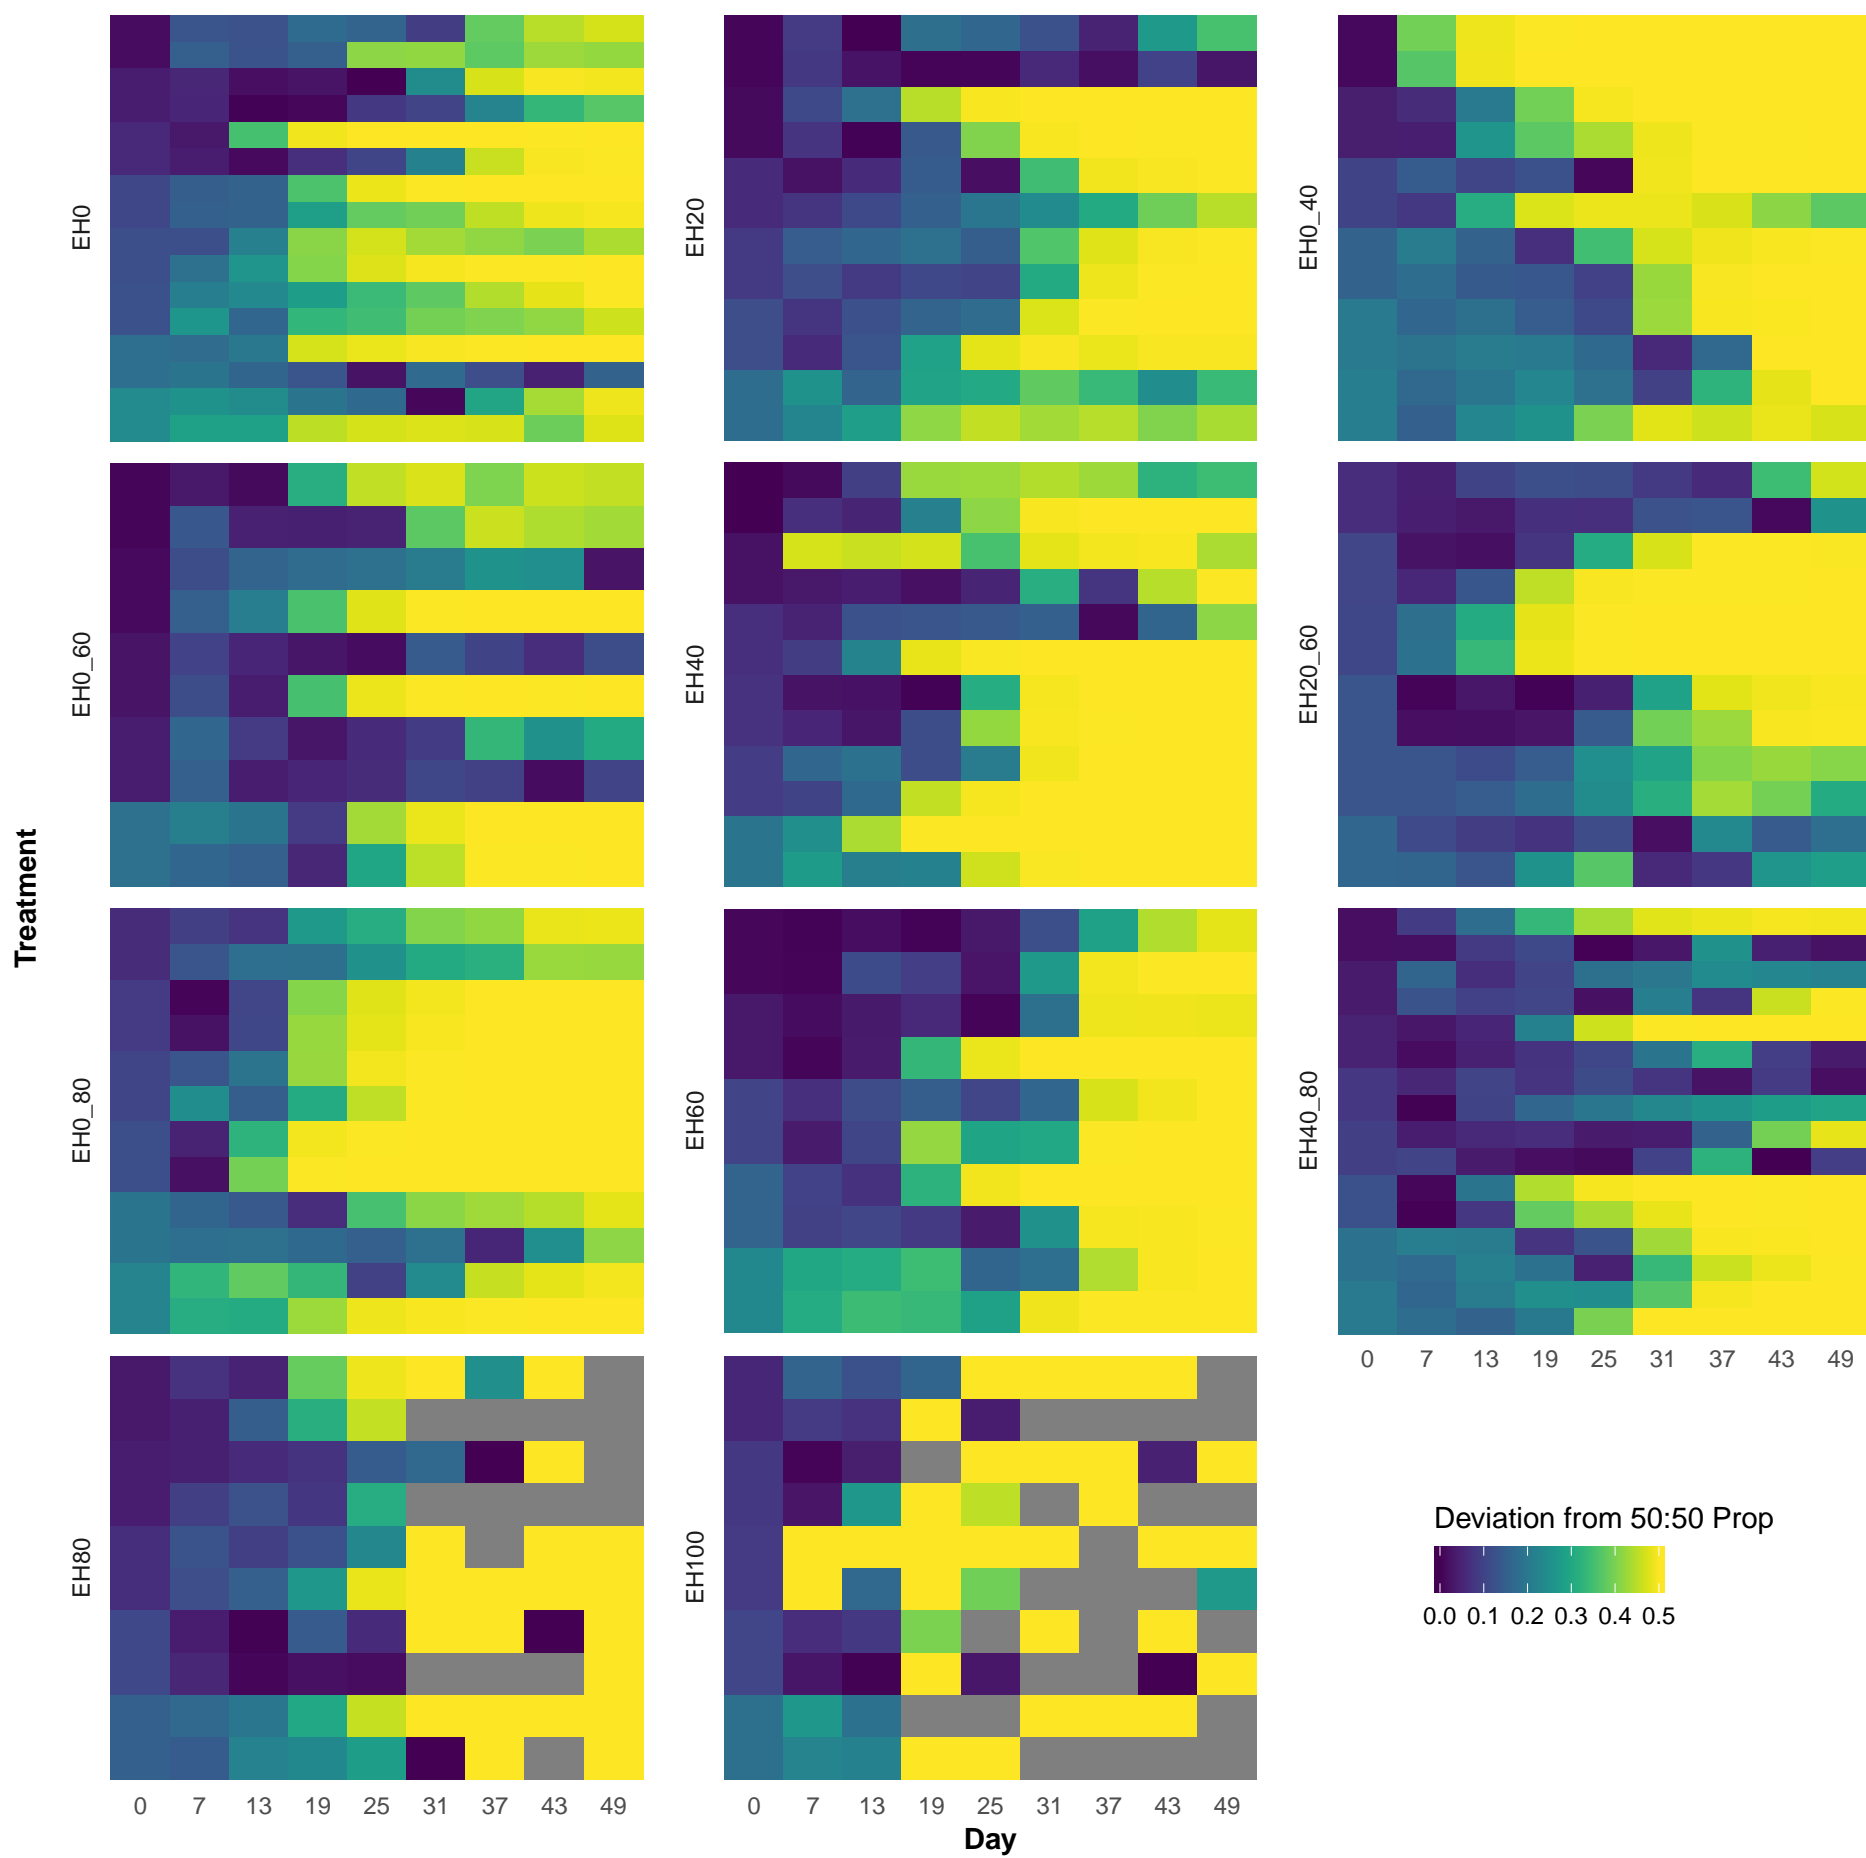 Treatment
EH0
EH20
EH0_40
EH0_60
EH40
EH20_60
EH0_80
EH60
EH40_80
0 7 13 19 25 31 37 43 49
EH80
EH100
Deviation from 50:50 Prop
0.0 0.1 0.2 0.3 0.4 0.5
0 7 13 19 25 31 37 43 49
0 7 13 19 25 31 37 43 49
Day